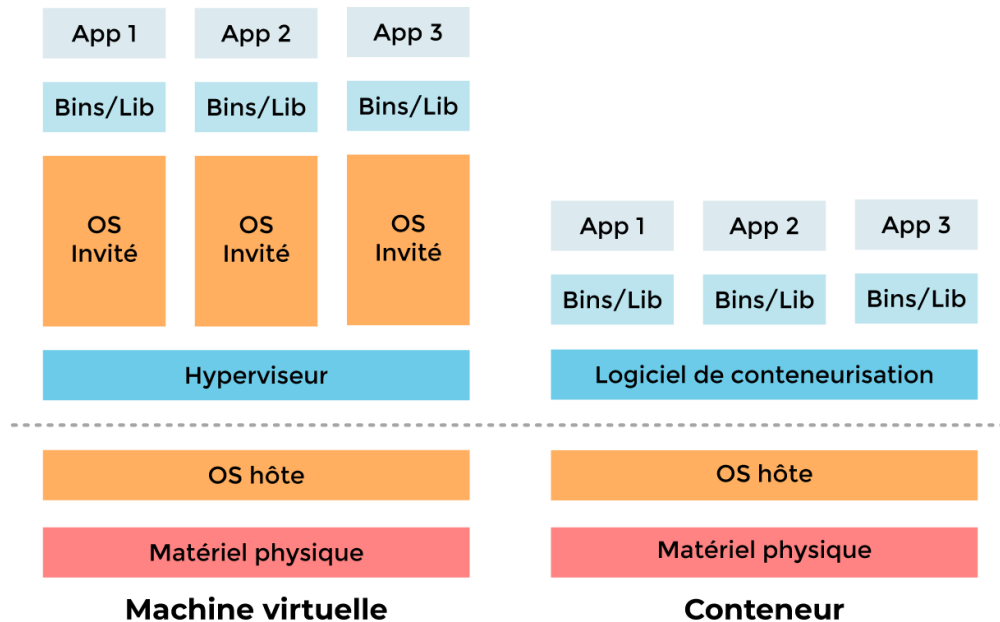 App 1
App 2
App 3
Bins/Lib
Bins/Lib
Bins/Lib
OS
Invité
OS
Invité
OS
Invité
Hyperviseur
OS hôte
Matériel physique
Machine virtuelle
App 1
App 2
App 3
Bins/Lib
Bins/Lib
Bins/Lib
Logiciel de conteneurisation
OS hôte
Matériel physique
Conteneur